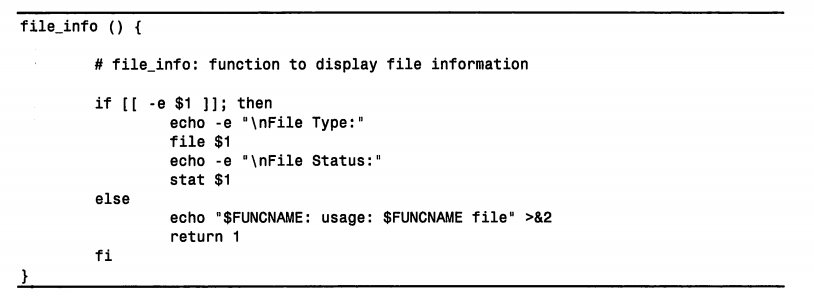 file_info () {
# file_info: function to display file information
if [[ -e $1 ]]; then
echo -e "\nFile Type:"
file $1
echo -e "\nFile Status:"
stat $1
else
echo "$FUNCNAME: usage: $FUNCNAME file" >&2
return 1
fi
}